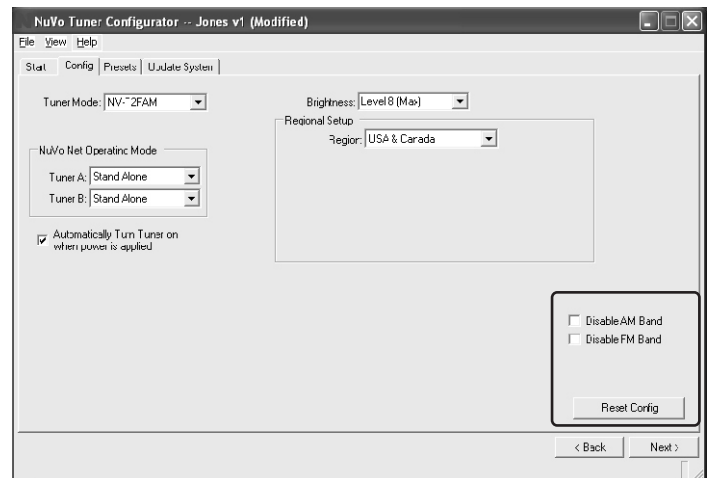 NuVo Tuner Configurator -- Jones v1 (Modified)
File View Help
Start Config Presets Update System
Tuner Mode: NV-T2FAM
Brightness: Level 8 (Max)
Regional Setup
Region: USA & Canada
NuVo Net Operating Mode
Tuner A: Stand Alone
Tuner B: Stand Alone
Automatically Turn Tuner on
when power is applied
Disable AM Band
Disable FM Band
Reset Config
< Back Next >